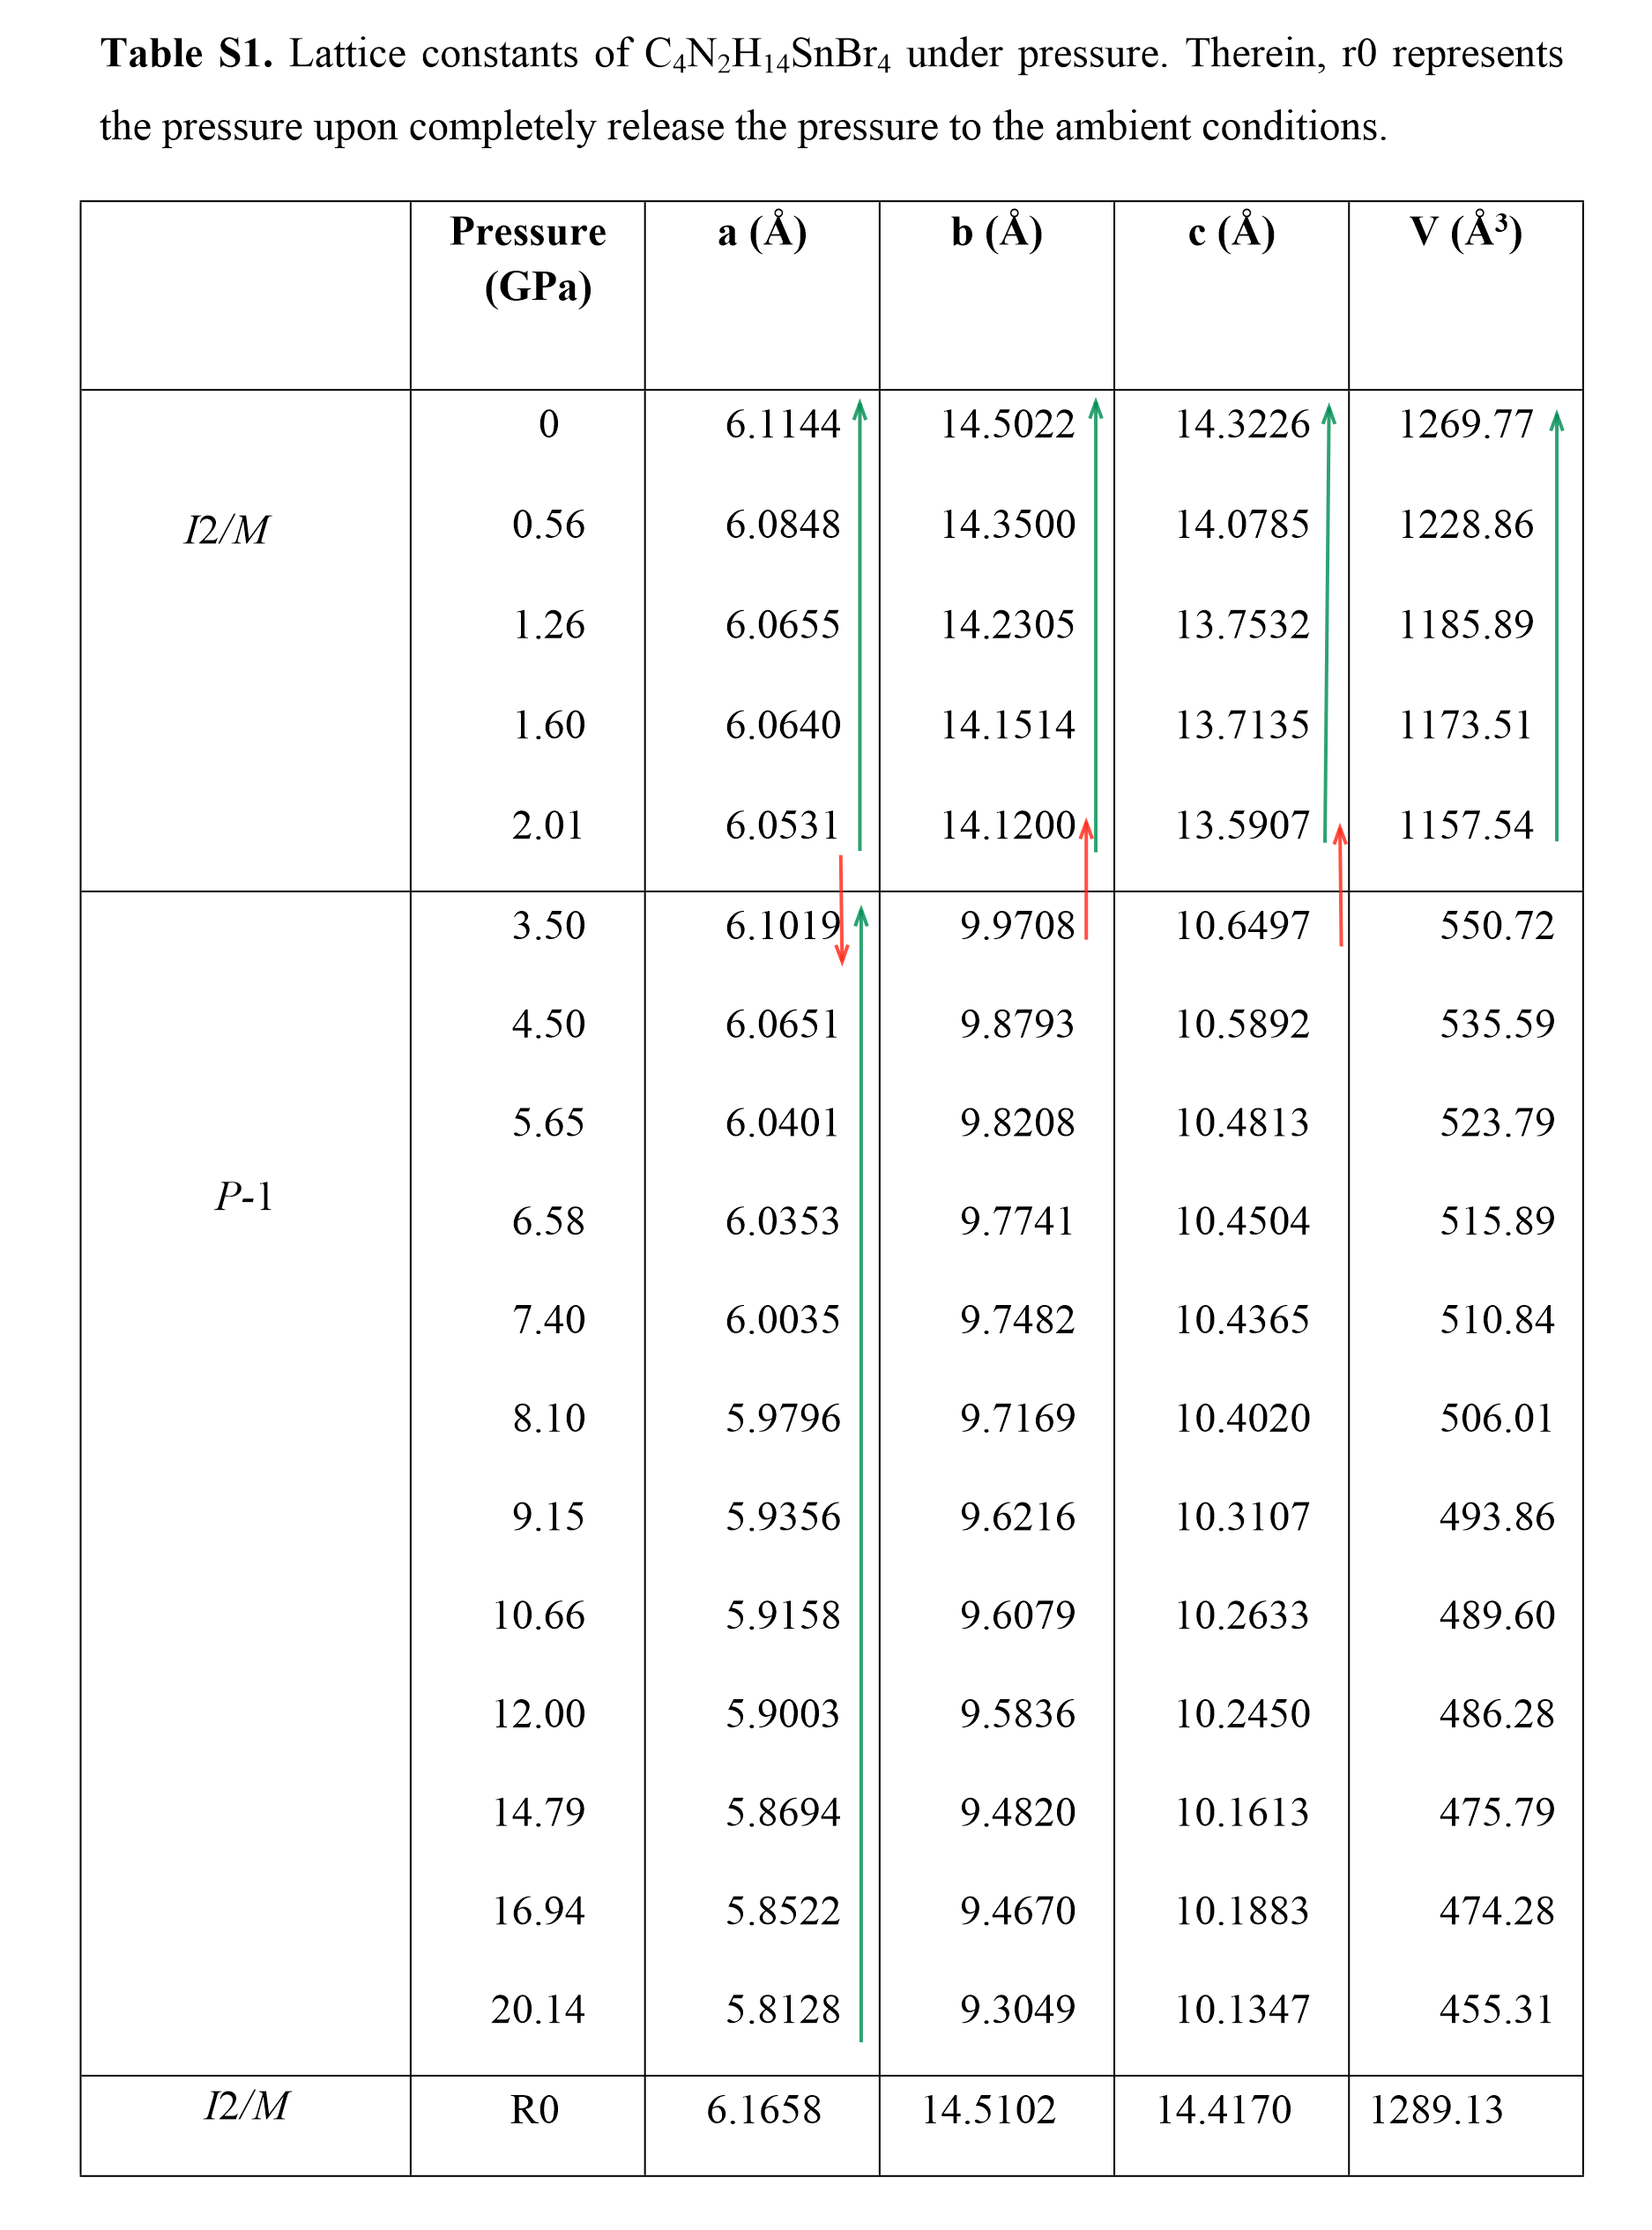 Table S1. Lattice constants of C₄N₂H₁₄SnBr₄ under pressure. Therein, r0 represents
the pressure upon completely release the pressure to the ambient conditions.
Pressure (GPa) a (Å) b (Å) c (Å) V (Å³)
0 6.1144 14.5022 14.3226 1269.77
I2/M 0.56 6.0848 14.3500 14.0785 1228.86
1.26 6.0655 14.2305 13.7532 1185.89
1.60 6.0640 14.1514 13.7135 1173.51
2.01 6.0531 14.1200 13.5907 1157.54
3.50 6.1019 9.9708 10.6497 550.72
4.50 6.0651 9.8793 10.5892 535.59
5.65 6.0401 9.8208 10.4813 523.79
P-1 6.58 6.0353 9.7741 10.4504 515.89
7.40 6.0035 9.7482 10.4365 510.84
8.10 5.9796 9.7169 10.4020 506.01
9.15 5.9356 9.6216 10.3107 493.86
10.66 5.9158 9.6079 10.2633 489.60
12.00 5.9003 9.5836 10.2450 486.28
14.79 5.8694 9.4820 10.1613 475.79
16.94 5.8522 9.4670 10.1883 474.28
20.14 5.8128 9.3049 10.1347 455.31
I2/M R0 6.1658 14.5102 14.4170 1289.13